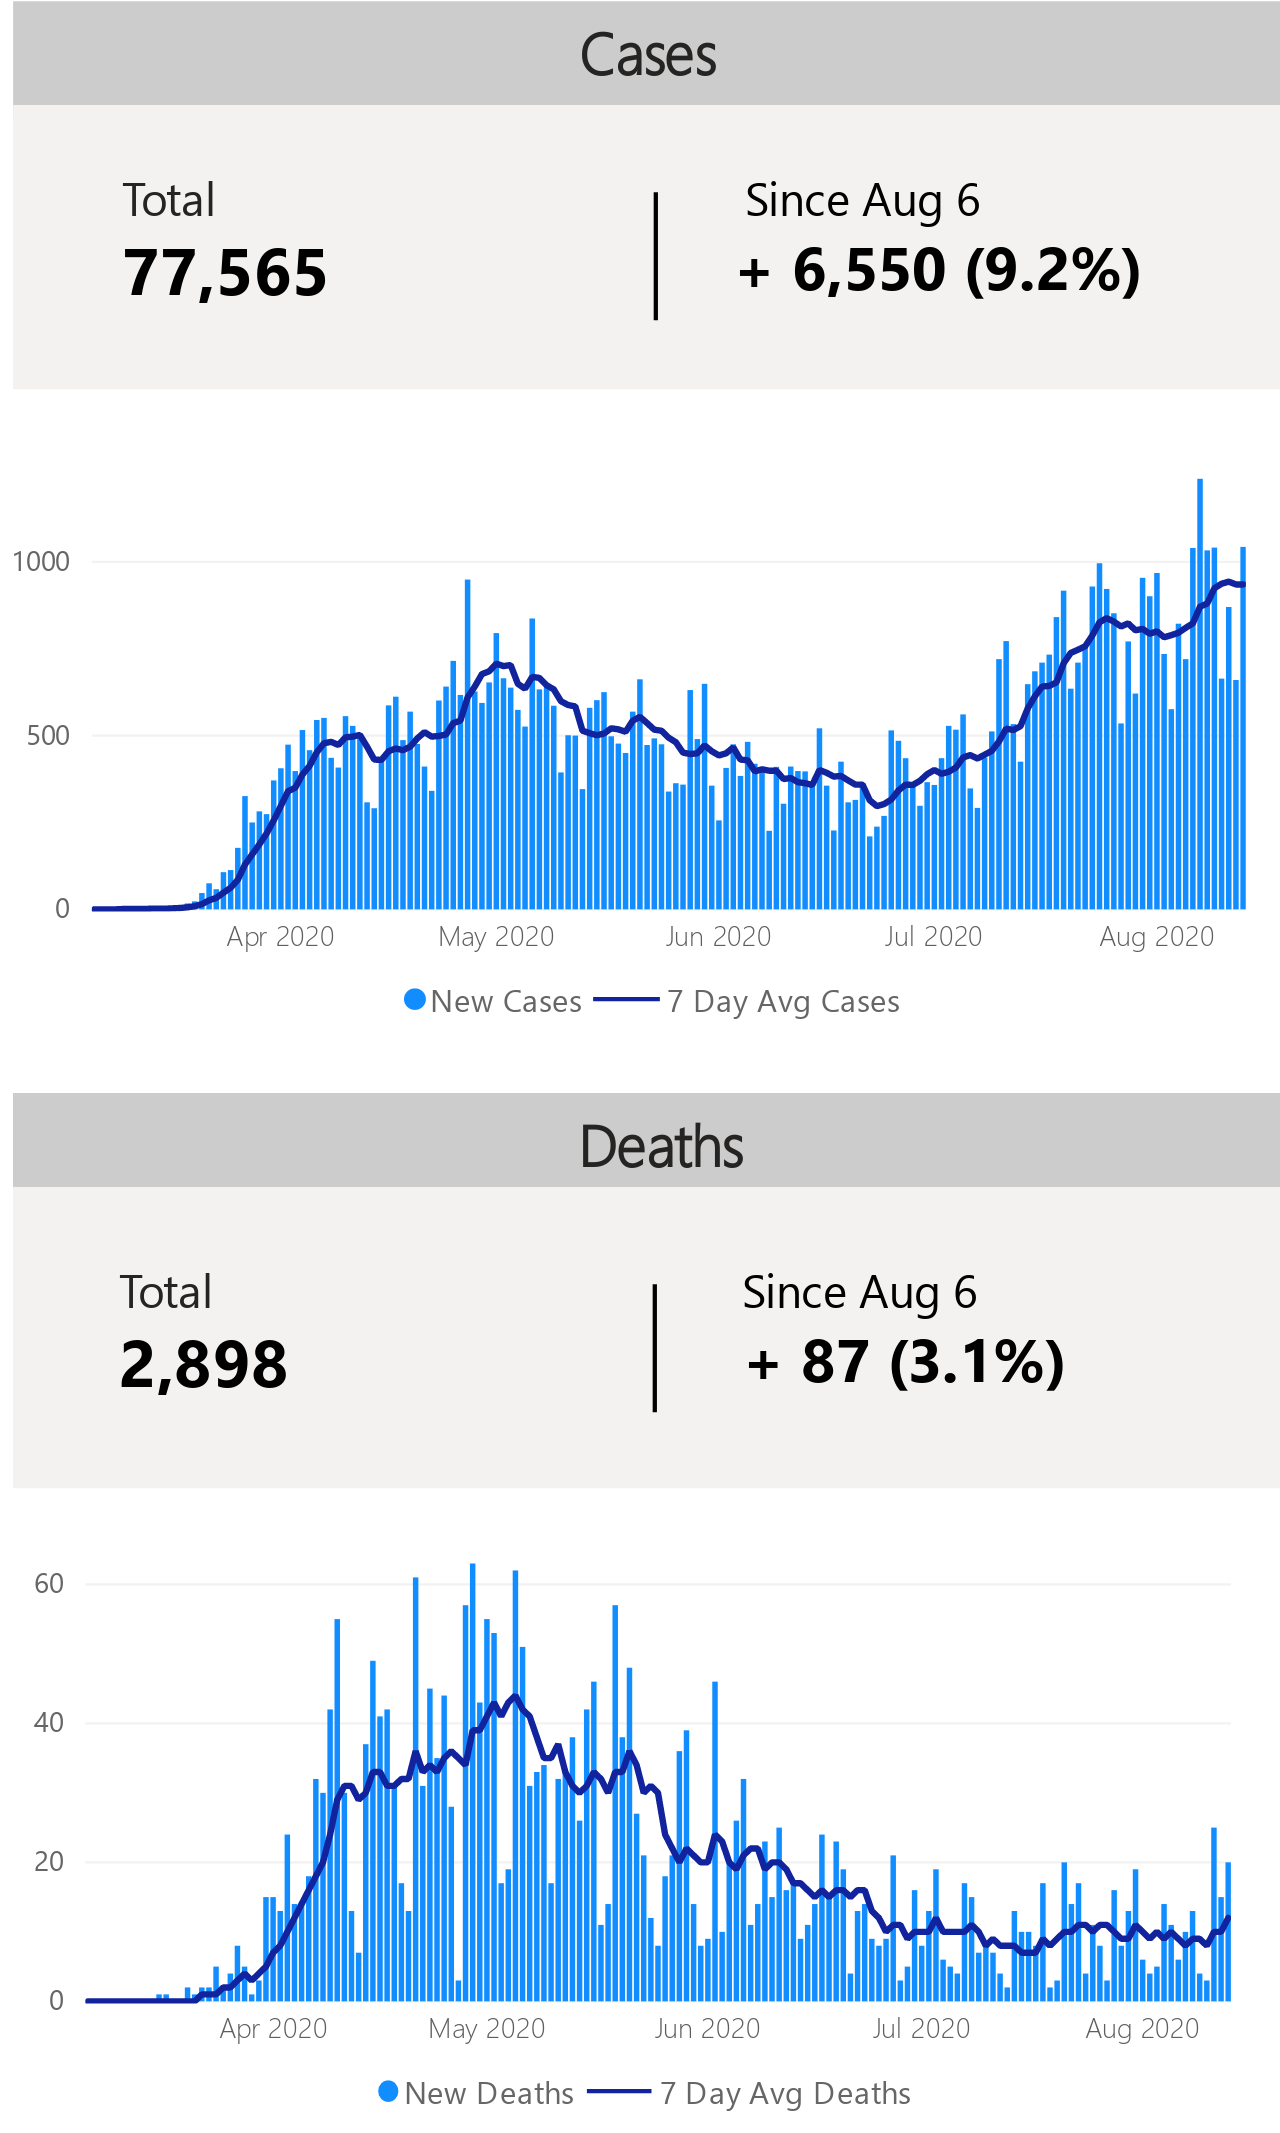 Cases
Total
Since Aug 6
77,565
+ 6,550 (9.2%)
1000
500
0
Apr 2020
May 2020
Jun 2020
Jul 2020
Aug 2020
New Cases
7 Day Avg Cases
Deaths
Total
Since Aug 6
2,898
+ 87 (3.1%)
60
40
20
0
Apr 2020
May 2020
Jun 2020
Jul 2020
Aug 2020
New Deaths
7 Day Avg Deaths